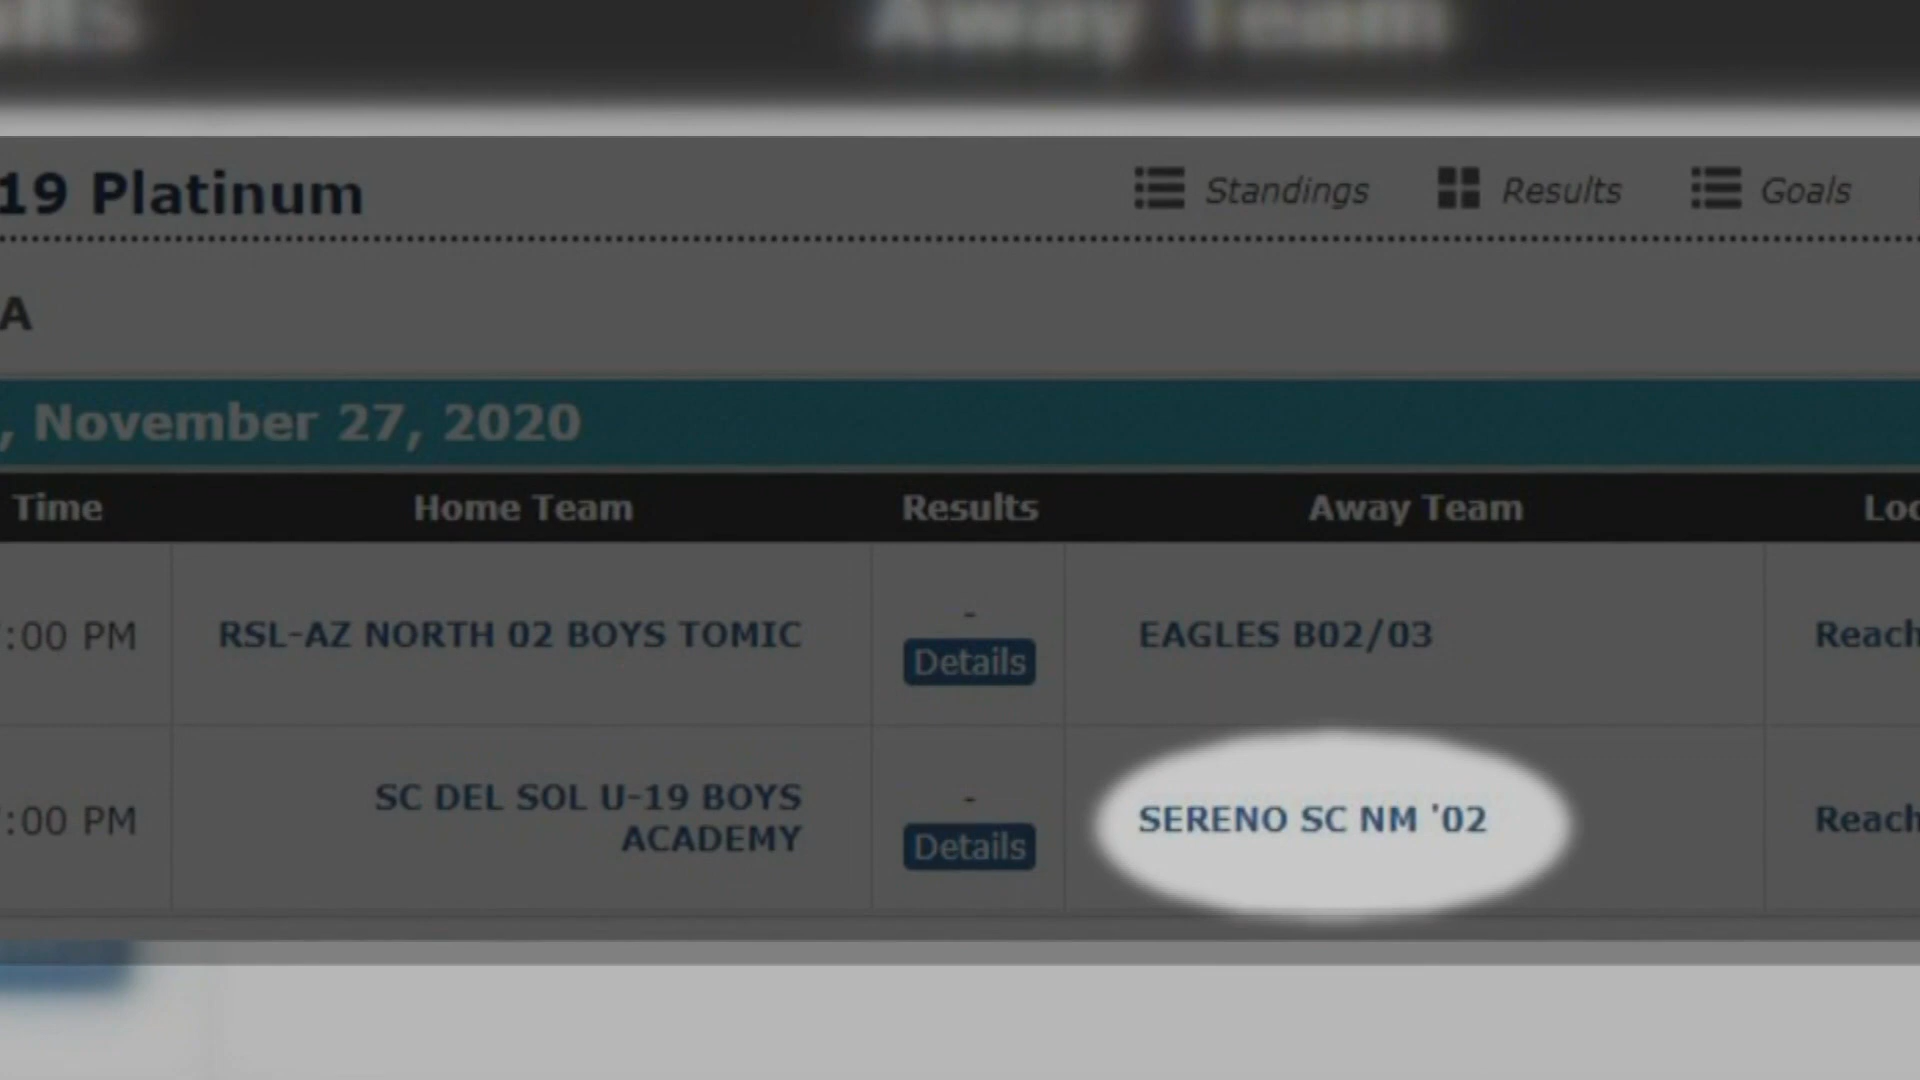 Away Team
19 Platinum
Standings
Results
Goals
A
, November 27, 2020
Time Home Team Results Away Team
:00 PM RSL-AZ NORTH 02 BOYS TOMIC - EAGLES B02/03 Reach
Details
:00 PM SC DEL SOL U-19 BOYS - SERENO SC NM '02 Reach
ACADEMY Details